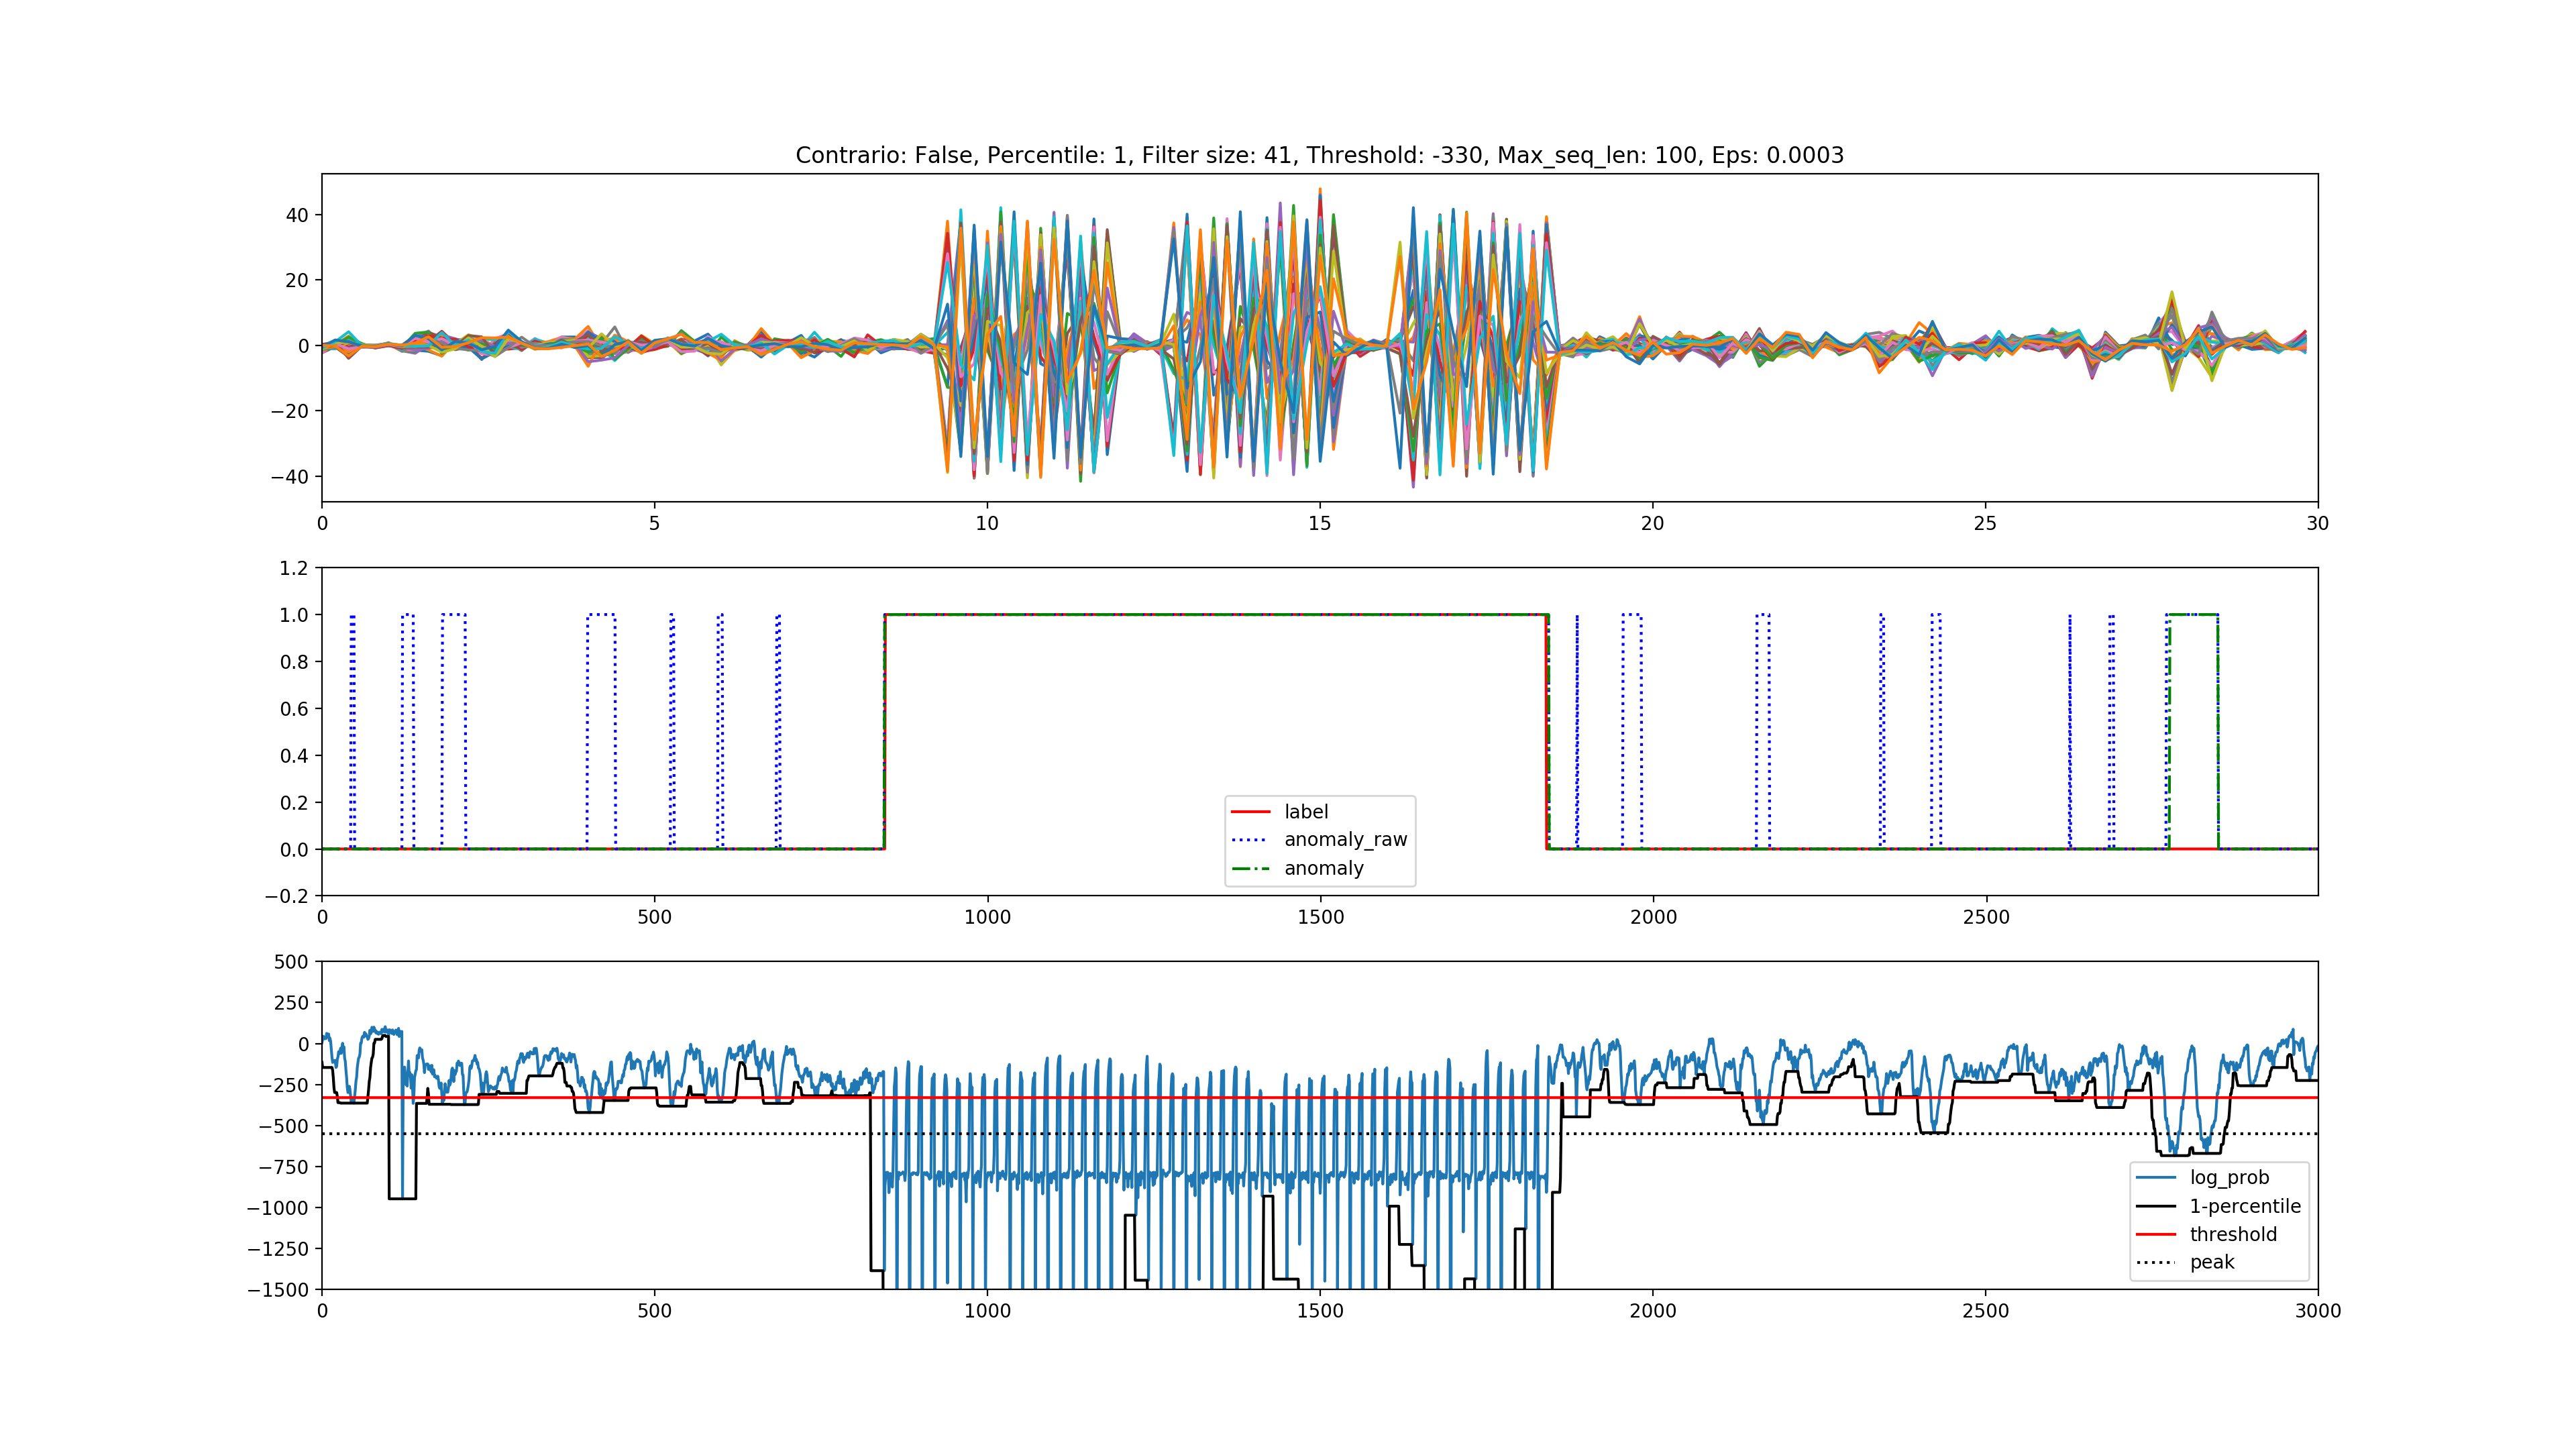 Contrario: False, Percentile: 1, Filter size: 41, Threshold: -330, Max_seq_len: 100, Eps: 0.0003
40
20
0
−20
−40
0 5 10 15 20 25 30
1.2
1.0
0.8
0.6
0.4
0.2
0.0
−0.2
label
anomaly_raw
anomaly
0 500 1000 1500 2000 2500
500
250
0
−250
−500
−750
−1000
−1250
−1500
log_prob
1-percentile
threshold
peak
0 500 1000 1500 2000 2500 3000